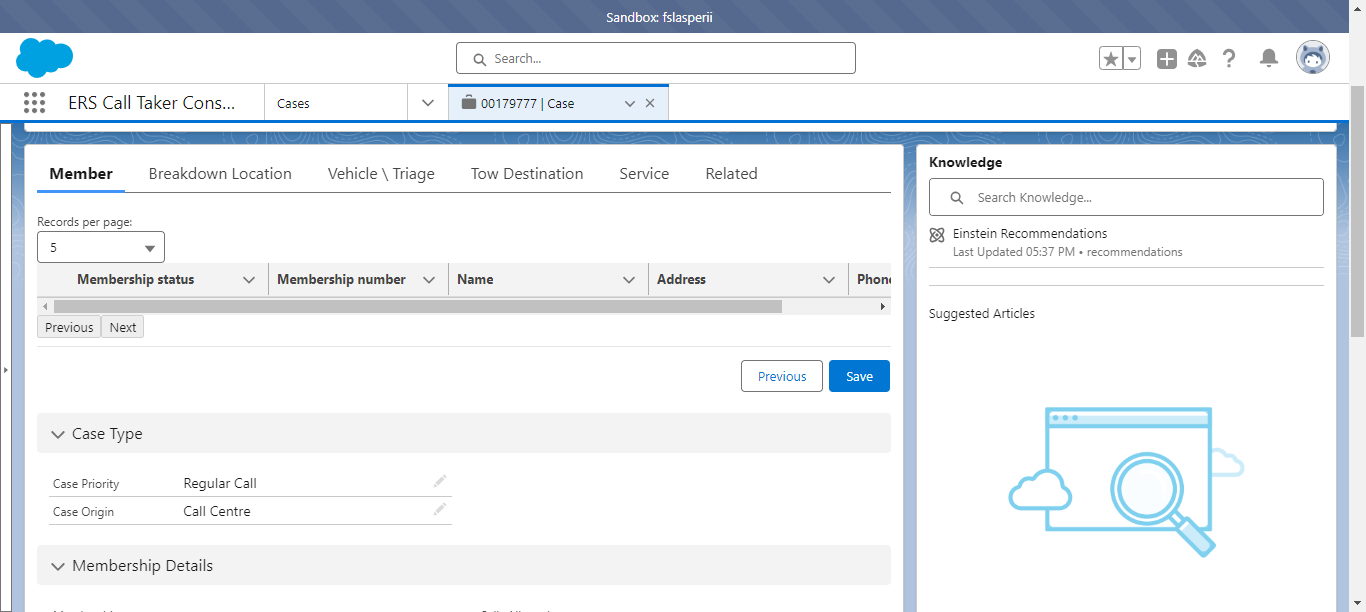 Sandbox: fslasperii
Search...
ERS Call Taker Cons...
Cases
00179777 | Case
Member
Breakdown Location
Vehicle \ Triage
Tow Destination
Service
Related
Records per page:
5
Membership status
Membership number
Name
Address
Phon
Previous
Next
Previous
Save
Case Type
Case Priority
Regular Call
Case Origin
Call Centre
Membership Details
Knowledge
Search Knowledge...
Einstein Recommendations
Last Updated 05:37 PM • recommendations
Suggested Articles